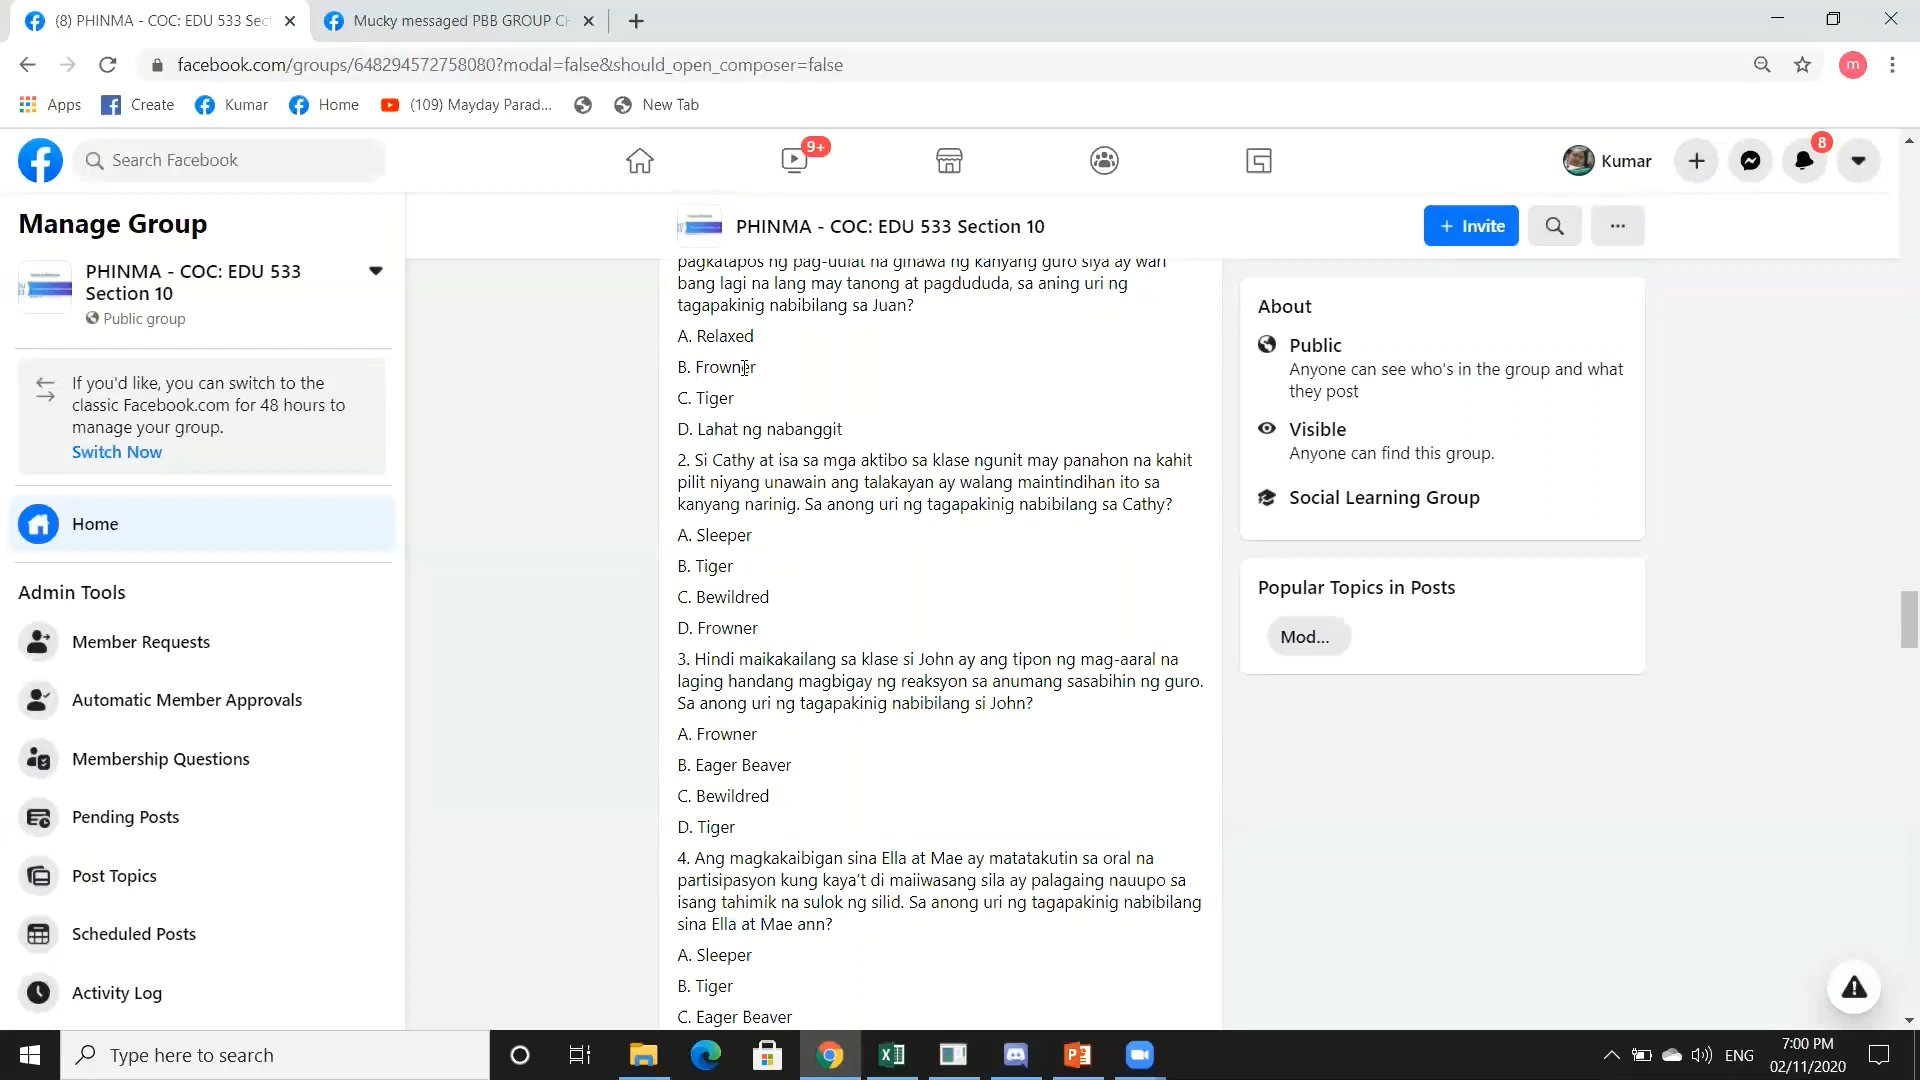 (8) PHINMA - COC: EDU 533 Sect
Mucky messaged PBB GROUP CH
facebook.com/groups/648294572758080?modal=false&should_open_composer=false
m
Apps
Create
Kumar
Home
(109) Mayday Parad...
New Tab
Search Facebook
9+
Kumar
8
Manage Group
PHINMA - COC: EDU 533
Section 10
Public group
If you'd like, you can switch to the
classic Facebook.com for 48 hours to
manage your group.
Switch Now
Home
Admin Tools
Member Requests
Automatic Member Approvals
Membership Questions
Pending Posts
Post Topics
Scheduled Posts
Activity Log
PHINMA - COC: EDU 533 Section 10
+ Invite
pagkatapos ng pag-uulat na ginawa ng kanyang guro siya ay wari
bang lagi na lang may tanong at pagdududa, sa aning uri ng
tagapakinig nabibilang sa Juan?
A. Relaxed
B. Frowner
C. Tiger
D. Lahat ng nabanggit
2. Si Cathy at isa sa mga aktibo sa klase ngunit may panahon na kahit
pilit niyang unawain ang talakayan ay walang maintindihan ito sa
kanyang narinig. Sa anong uri ng tagapakinig nabibilang sa Cathy?
A. Sleeper
B. Tiger
C. Bewildred
D. Frowner
3. Hindi maikakailang sa klase si John ay ang tipon ng mag-aaral na
laging handang magbigay ng reaksyon sa anumang sasabihin ng guro.
Sa anong uri ng tagapakinig nabibilang si John?
A. Frowner
B. Eager Beaver
C. Bewildred
D. Tiger
4. Ang magkakaibigan sina Ella at Mae ay matatakutin sa oral na
partisipasyon kung kaya't di maiiwasang sila ay palagaing nauupo sa
isang tahimik na sulok ng silid. Sa anong uri ng tagapakinig nabibilang
sina Ella at Mae ann?
A. Sleeper
B. Tiger
C. Eager Beaver
About
Public
Anyone can see who's in the group and what
they post
Visible
Anyone can find this group.
Social Learning Group
Popular Topics in Posts
Mod...
Type here to search
ENG
7:00 PM
02/11/2020